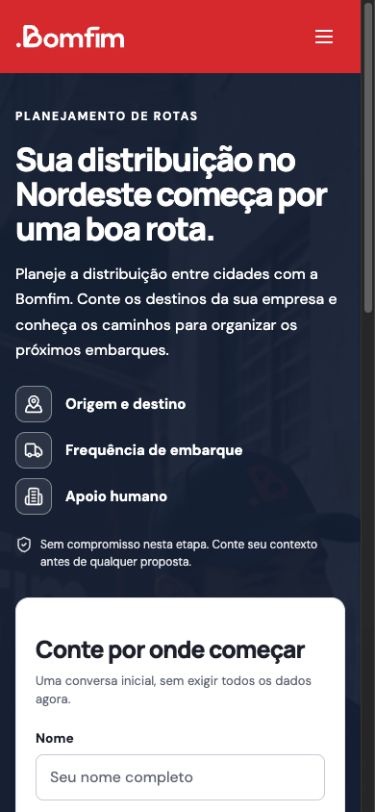 .Bomfim
PLANEJAMENTO DE ROTAS
Sua distribuição no
Nordeste começa por
uma boa rota.
Planeje a distribuição entre cidades com a
Bomfim. Conte os destinos da sua empresa e
conheça os caminhos para organizar os
próximos embarques.
Origem e destino
Frequência de embarque
Apoio humano
Sem compromisso nesta etapa. Conte seu contexto
antes de qualquer proposta.
Conte por onde começar
Uma conversa inicial, sem exigir todos os dados
agora.
Nome
Seu nome completo